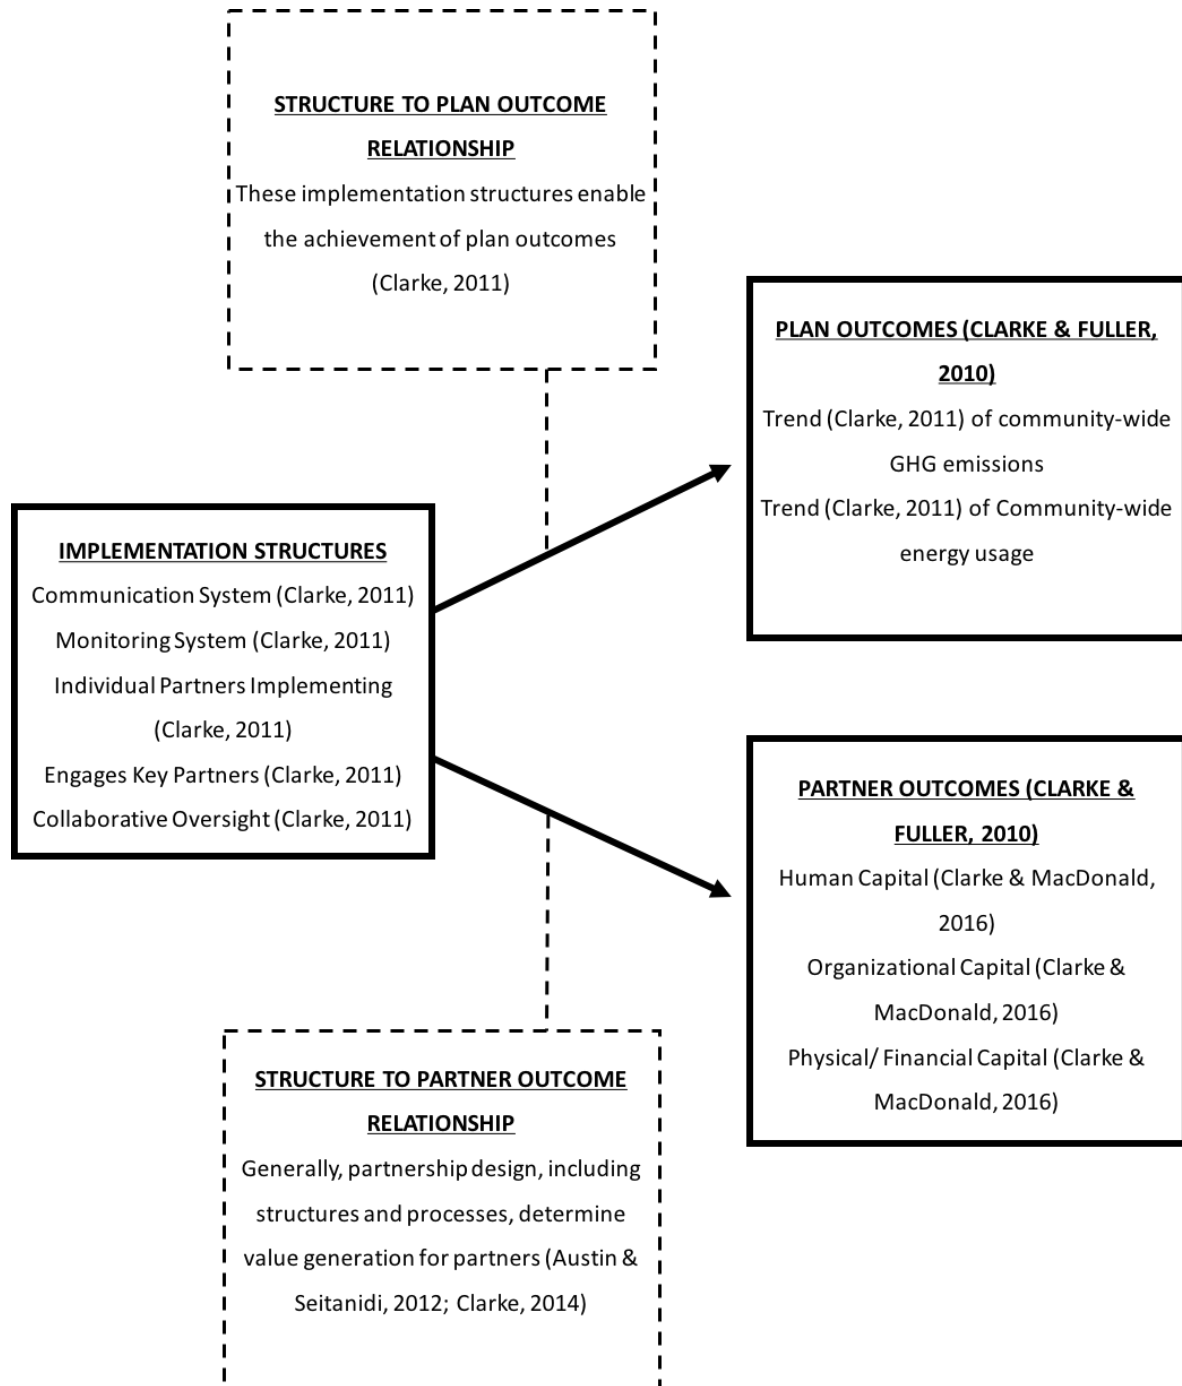 STRUCTURE TO PLAN OUTCOME
RELATIONSHIP
These implementation structures enable
the achievement of plan outcomes
(Clarke, 2011)
PLAN OUTCOMES (CLARKE & FULLER,
2010)
Trend (Clarke, 2011) of community-wide
GHG emissions
Trend (Clarke, 2011) of Community-wide
energy usage
IMPLEMENTATION STRUCTURES
Communication System (Clarke, 2011)
Monitoring System (Clarke, 2011)
Individual Partners Implementing
(Clarke, 2011)
Engages Key Partners (Clarke, 2011)
Collaborative Oversight (Clarke, 2011)
PARTNER OUTCOMES (CLARKE &
FULLER, 2010)
Human Capital (Clarke & MacDonald,
2016)
Organizational Capital (Clarke &
MacDonald, 2016)
Physical/ Financial Capital (Clarke &
MacDonald, 2016)
STRUCTURE TO PARTNER OUTCOME
RELATIONSHIP
Generally, partnership design, including
structures and processes, determine
value generation for partners (Austin &
Seitanidi, 2012; Clarke, 2014)